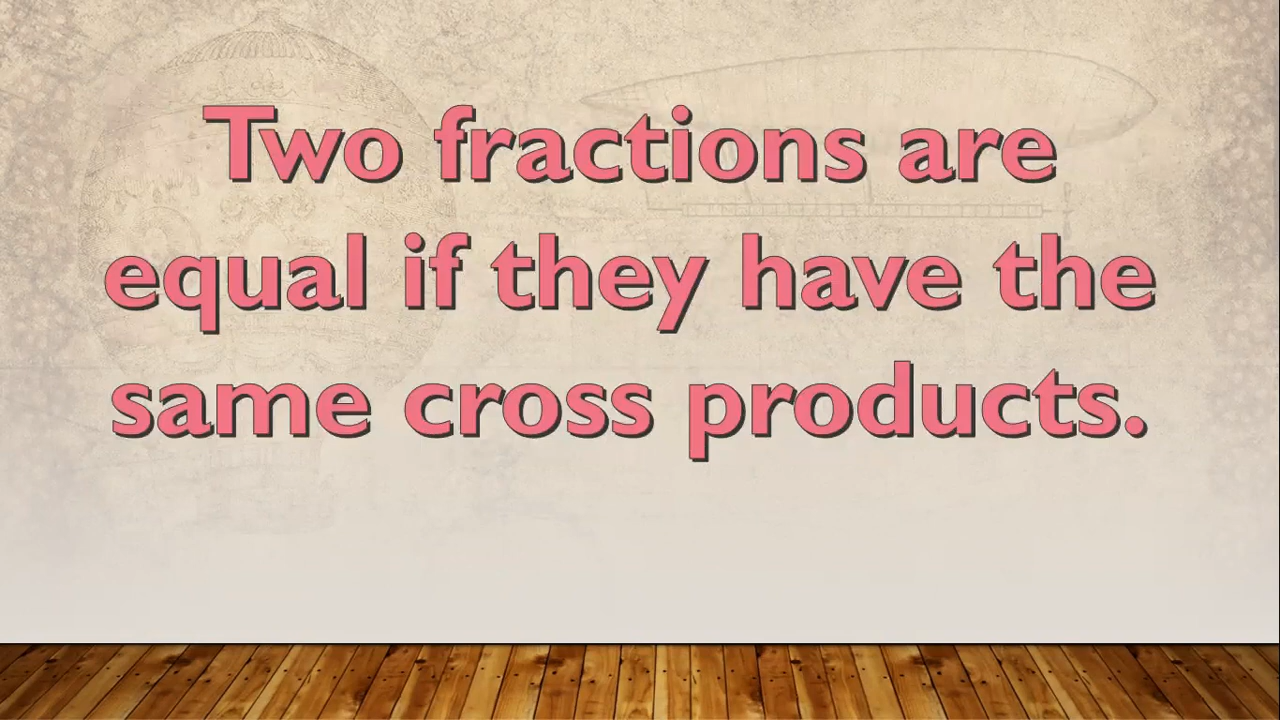 Two fractions are
equal if they have the
same cross products.